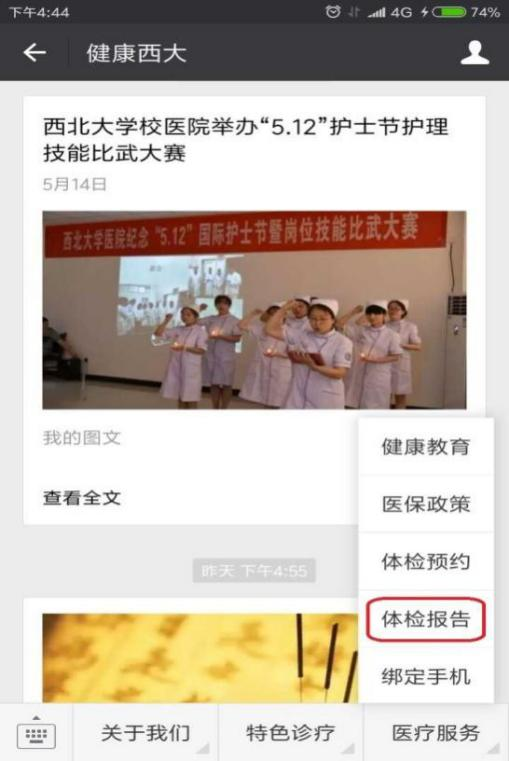 下午4:44
4G
74%
健康西大
西北大学校医院举办“5.12”护士节护理
技能比武大赛
5月14日
西北大学医院纪念“5.12”国际护士节暨岗位技能比武大赛
我的图文
查看全文
昨天 下午4:55
健康教育
医保政策
体检预约
体检报告
绑定手机
关于我们
特色诊疗
医疗服务